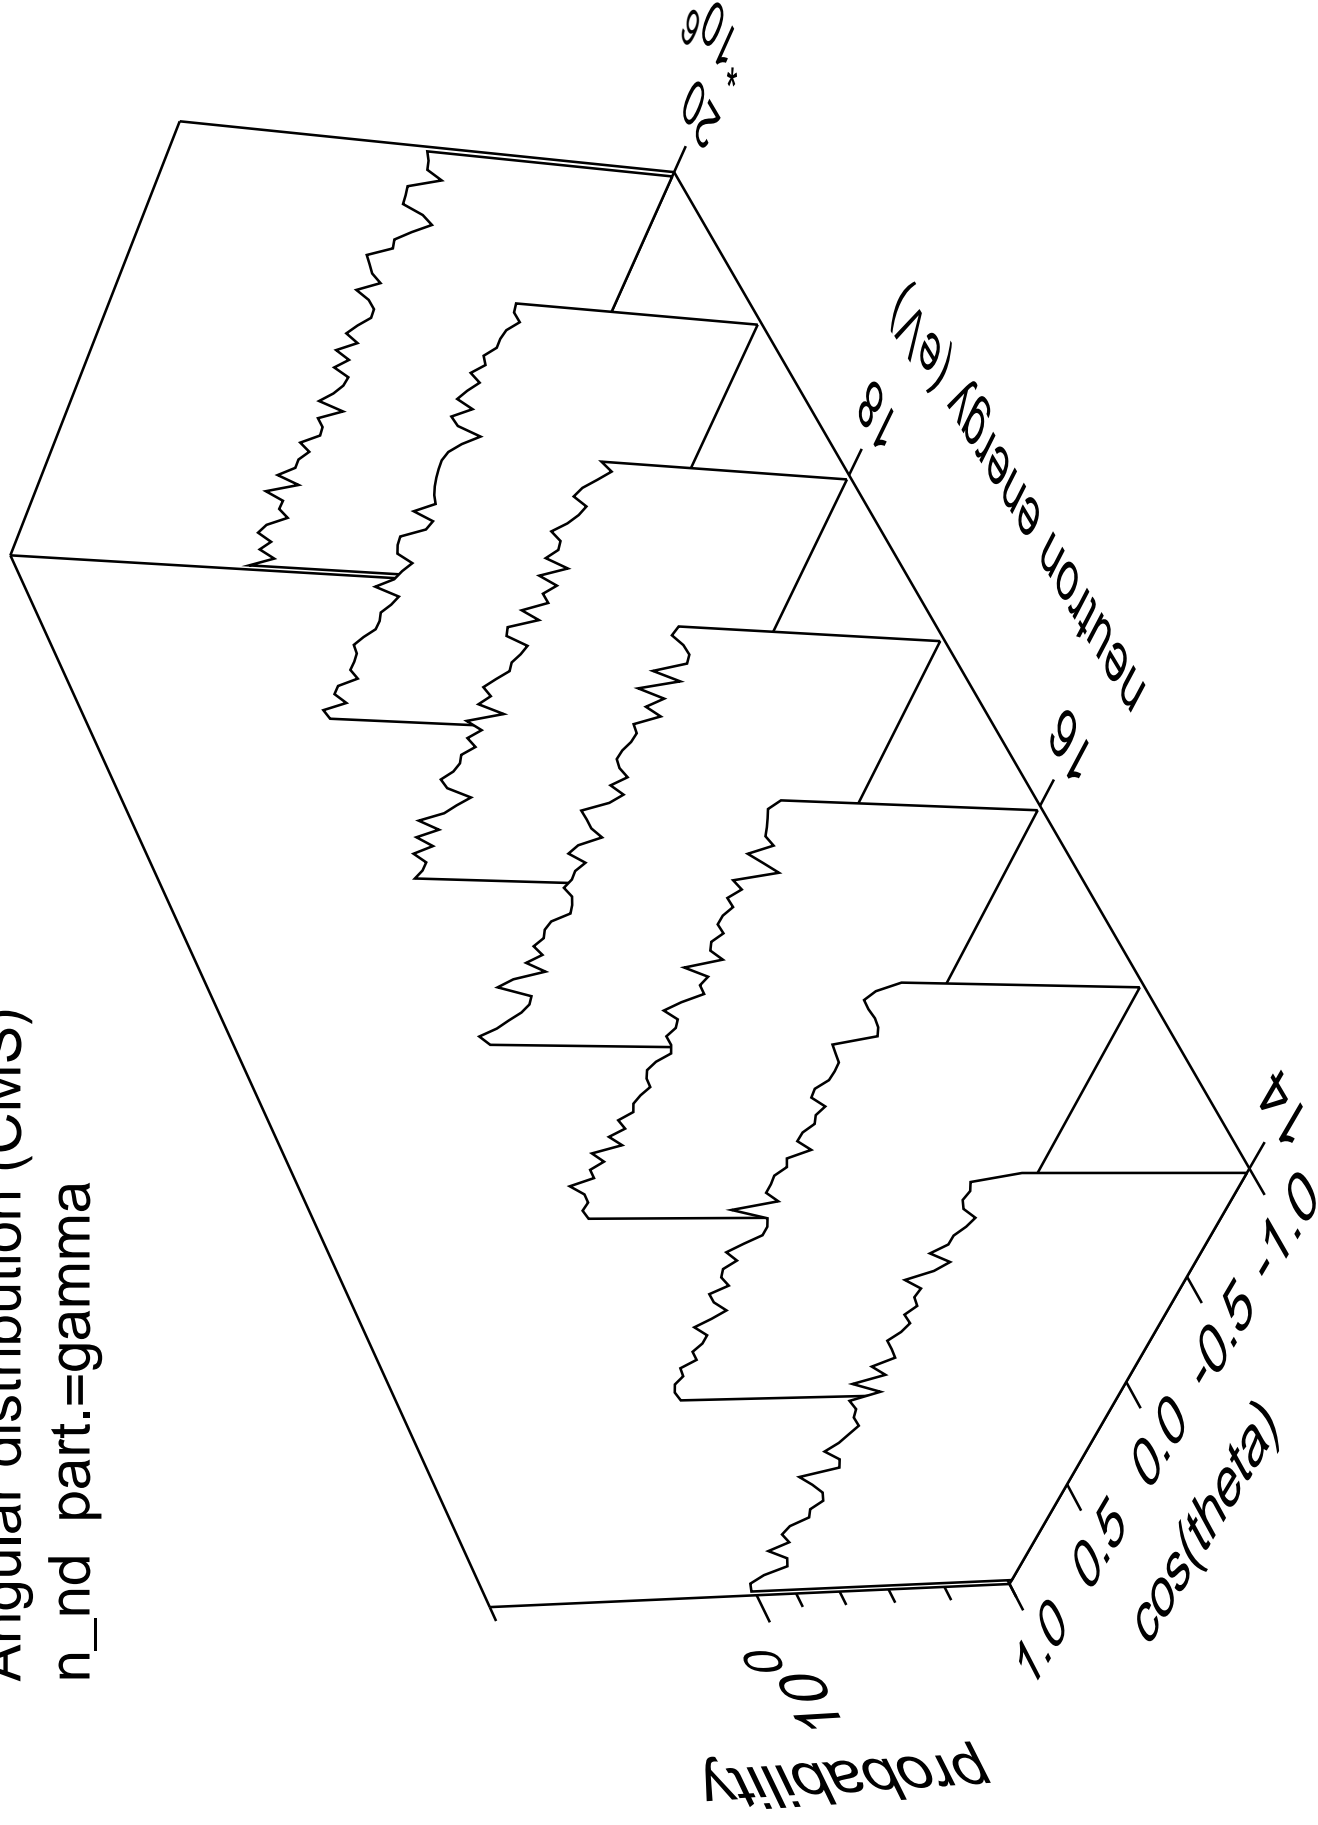 Angular distribution (CMS)
n_nd part.=gamma
probability
10^0
1.0 0.5 0.0 -0.5 -1.0
cos(theta)
14 16 18 20
*10^6
neutron energy (eV)